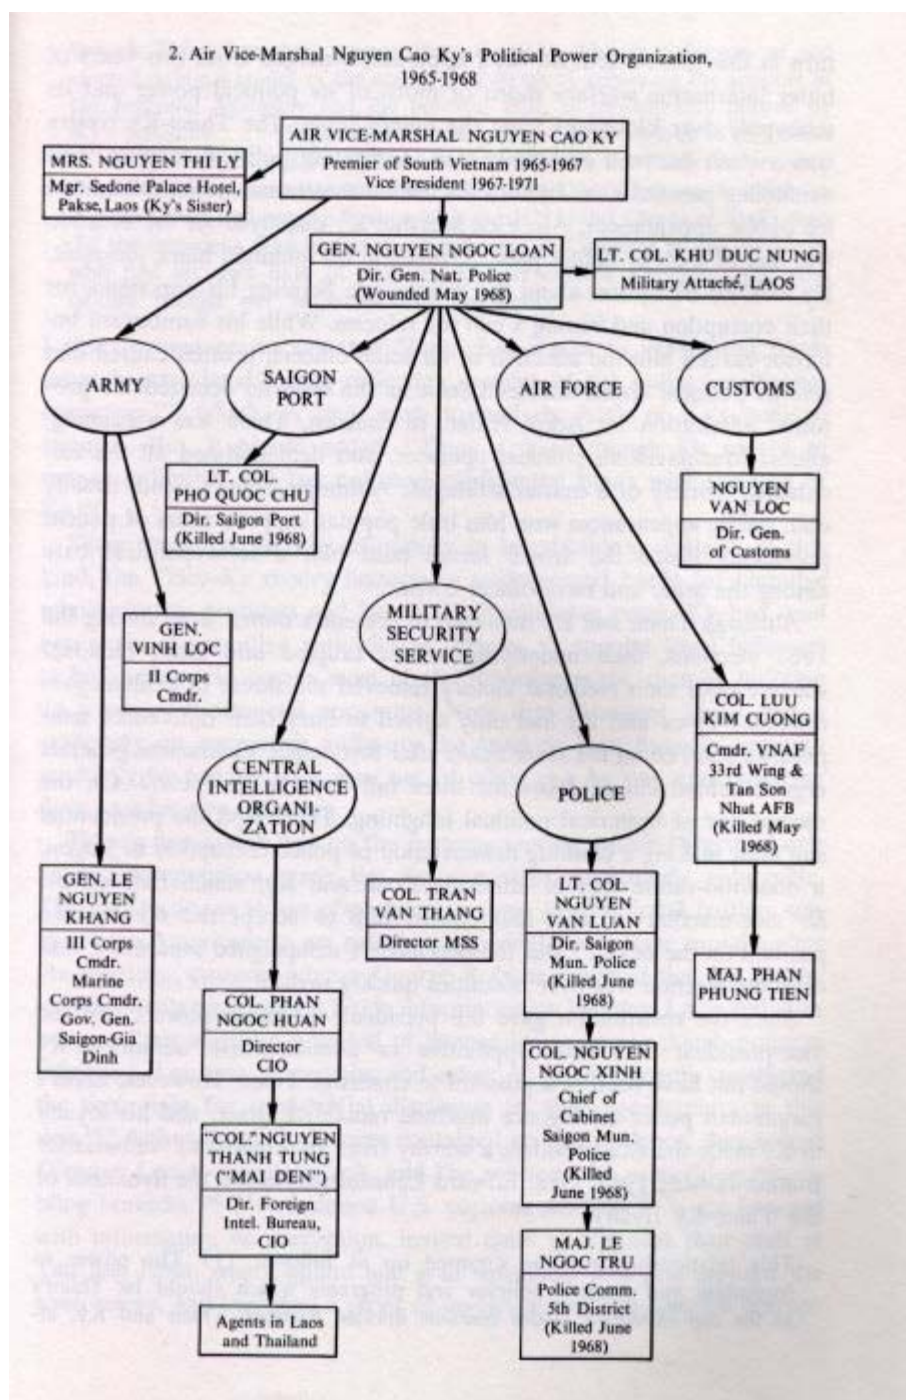 2. Air Vice-Marshal Nguyen Cao Ky's Political Power Organization,
1965-1968
AIR VICE-MARSHAL NGUYEN CAO KY
Premier of South Vietnam 1965-1967
Vice President 1967-1971
MRS. NGUYEN THI LY
Mgr. Sedone Palace Hotel,
Pakse, Laos (Ky's Sister)
GEN. NGUYEN NGOC LOAN
Dir. Gen. Nat. Police
(Wounded May 1968)
LT. COL. KHU DUC NUNG
Military Attaché, LAOS
ARMY
SAIGON
PORT
AIR FORCE
CUSTOMS
LT. COL.
PHO QUOC CHU
Dir. Saigon Port
(Killed June 1968)
NGUYEN
VAN LOC
Dir. Gen.
of Customs
GEN.
VINH LOC
II Corps
Cmdr.
MILITARY
SECURITY
SERVICE
COL. LUU
KIM CUONG
Cmdr. VNAF
33rd Wing &
Tan Son
Nhut AFB
(Killed May
1968)
CENTRAL
INTELLIGENCE
ORGANI-
ZATION
POLICE
GEN. LE
NGUYEN
KHANG
III Corps
Cmdr.
Marine
Corps Cmdr.
Gov. Gen.
Saigon-Gia
Dinh
COL. TRAN
VAN THANG
Director MSS
LT. COL.
NGUYEN
VAN LUAN
Dir. Saigon
Mun. Police
(Killed June
1968)
MAJ. PHAN
PHUNG TIEN
COL. PHAN
NGOC HUAN
Director
CIO
COL. NGUYEN
NGOC XINH
Chief of
Cabinet
Saigon Mun.
Police
(Killed
June 1968)
"COL." NGUYEN
THANH TUNG
("MAI DEN")
Dir. Foreign
Intel. Bureau,
CIO
MAJ. LE
NGOC TRU
Police Comm.
5th District
(Killed June
1968)
Agents in Laos
and Thailand